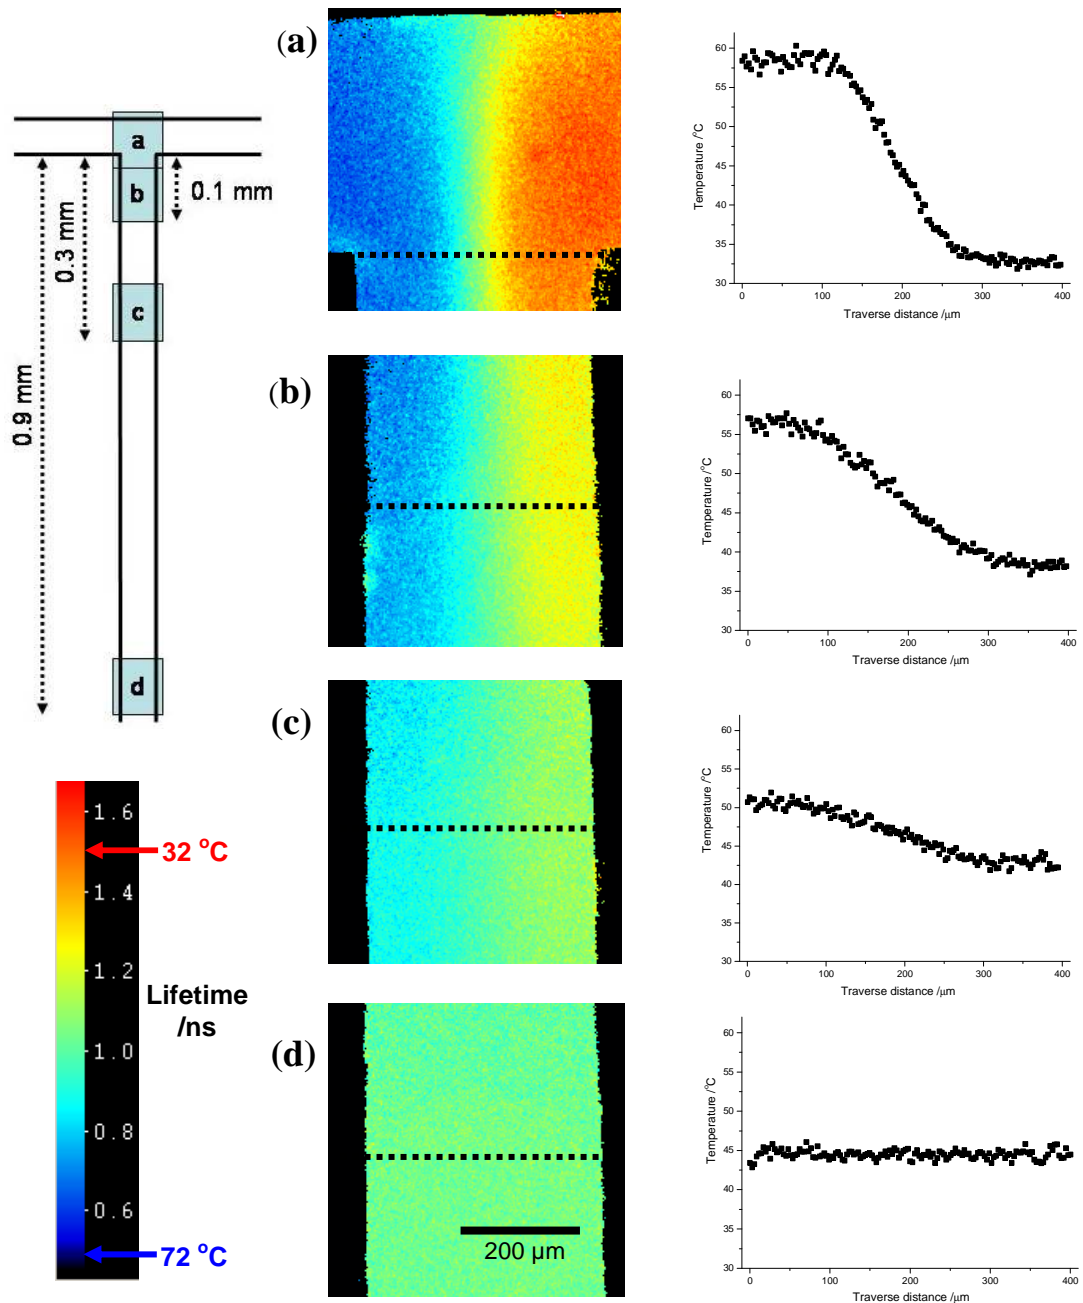 a
b
c
d
0.1 mm
0.3 mm
0.9 mm
1.6
1.4
1.2
1.0
0.8
0.6
32 °C
Lifetime
/ns
72 °C
(a)
60
55
50
45
40
35
30
0 100 200 300 400
Temperature /°C
Traverse distance /μm
(b)
60
55
50
45
40
35
30
0 100 200 300 400
Temperature /°C
Traverse distance /μm
(c)
60
55
50
45
40
35
30
0 100 200 300 400
Temperature /°C
Traverse distance /μm
(d)
200 μm
60
55
50
45
40
35
30
0 100 200 300 400
Temperature /°C
Traverse distance /μm